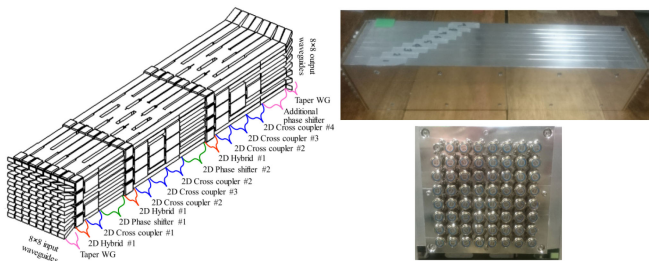 8×8 output
waveguides
Taper WG
Additional
phase shifter
2D Cross coupler #4
2D Cross coupler #3
2D Cross coupler #2
2D Hybrid #1
2D Phase shifter #2
2D Cross coupler #2
2D Cross coupler #3
2D Cross coupler #2
2D Hybrid #1
2D Phase shifter #1
2D Cross coupler #1
2D Hybrid #1
Taper WG
8×8 input
waveguides